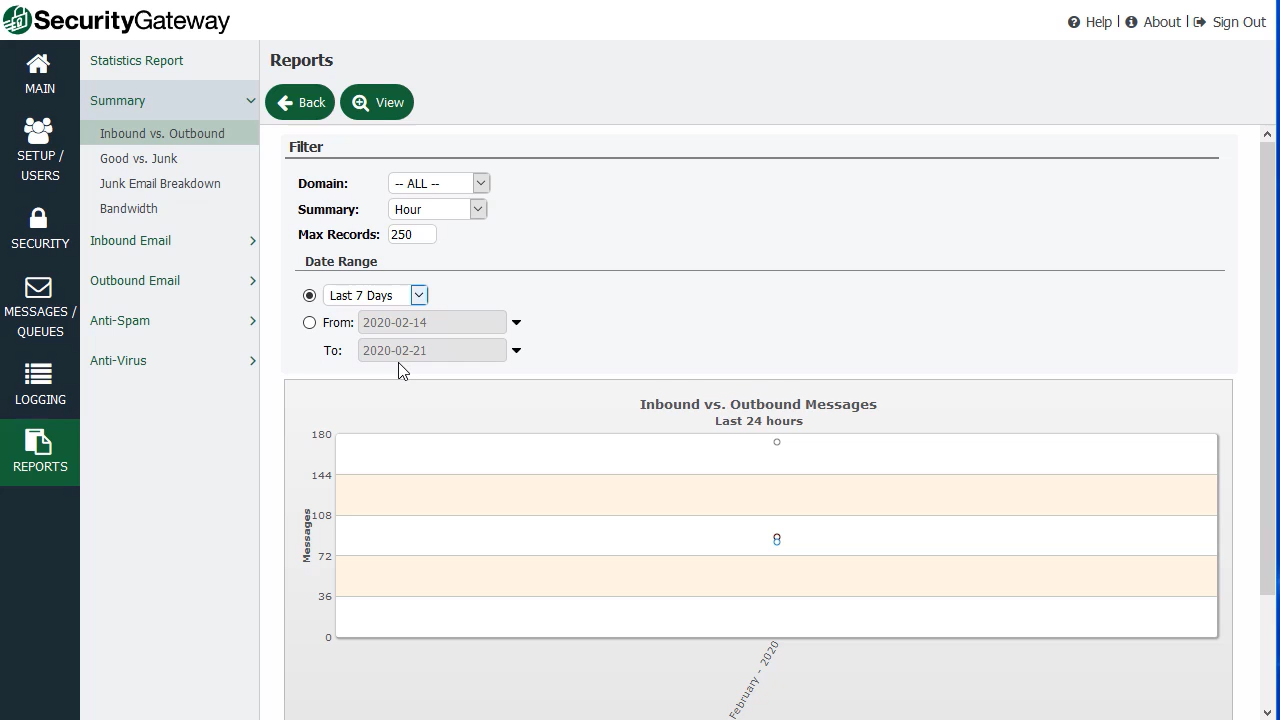 SecurityGateway
Help | About | Sign Out
MAIN
SETUP / USERS
SECURITY
MESSAGES / QUEUES
LOGGING
REPORTS
Statistics Report
Summary
Inbound vs. Outbound
Good vs. Junk
Junk Email Breakdown
Bandwidth
Inbound Email
Outbound Email
Anti-Spam
Anti-Virus
Reports
Back View
Filter
Domain: -- ALL --
Summary: Hour
Max Records: 250
Date Range
Last 7 Days
From: 2020-02-14
To: 2020-02-21
Inbound vs. Outbound Messages
Last 24 hours
Messages
180
144
108
72
36
0
February - 2020